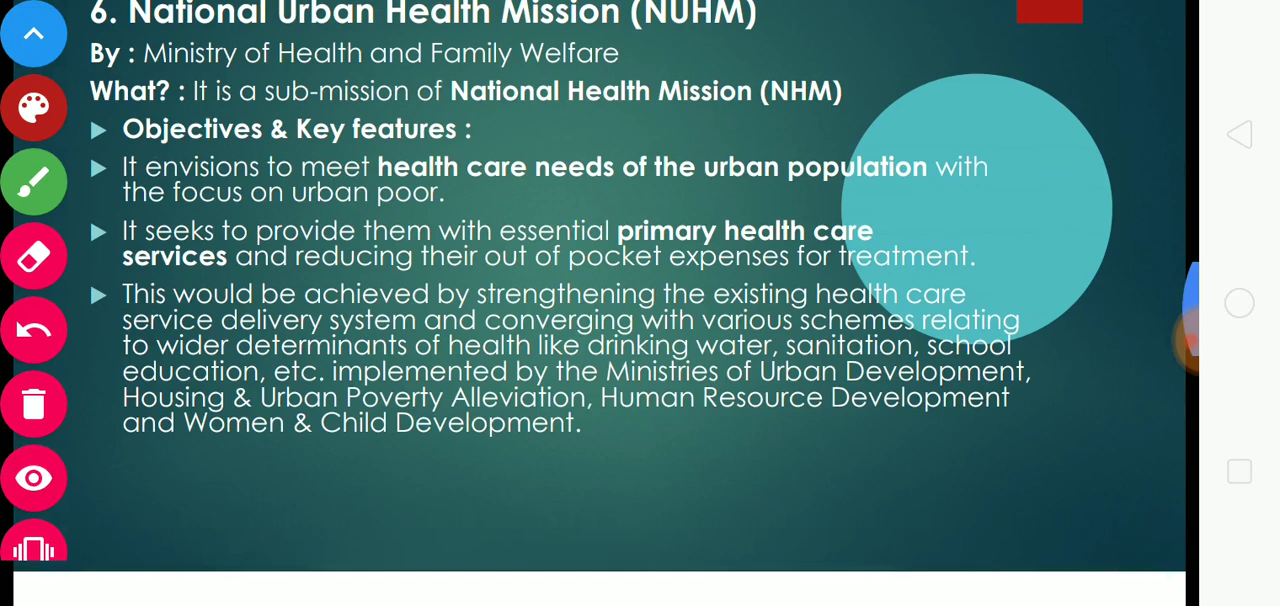 6. National Urban Health Mission (NUHM)
By : Ministry of Health and Family Welfare
What? : It is a sub-mission of National Health Mission (NHM)
Objectives & Key features :
It envisions to meet health care needs of the urban population with
the focus on urban poor.
It seeks to provide them with essential primary health care
services and reducing their out of pocket expenses for treatment.
This would be achieved by strengthening the existing health care
service delivery system and converging with various schemes relating
to wider determinants of health like drinking water, sanitation, school
education, etc. implemented by the Ministries of Urban Development,
Housing & Urban Poverty Alleviation, Human Resource Development
and Women & Child Development.